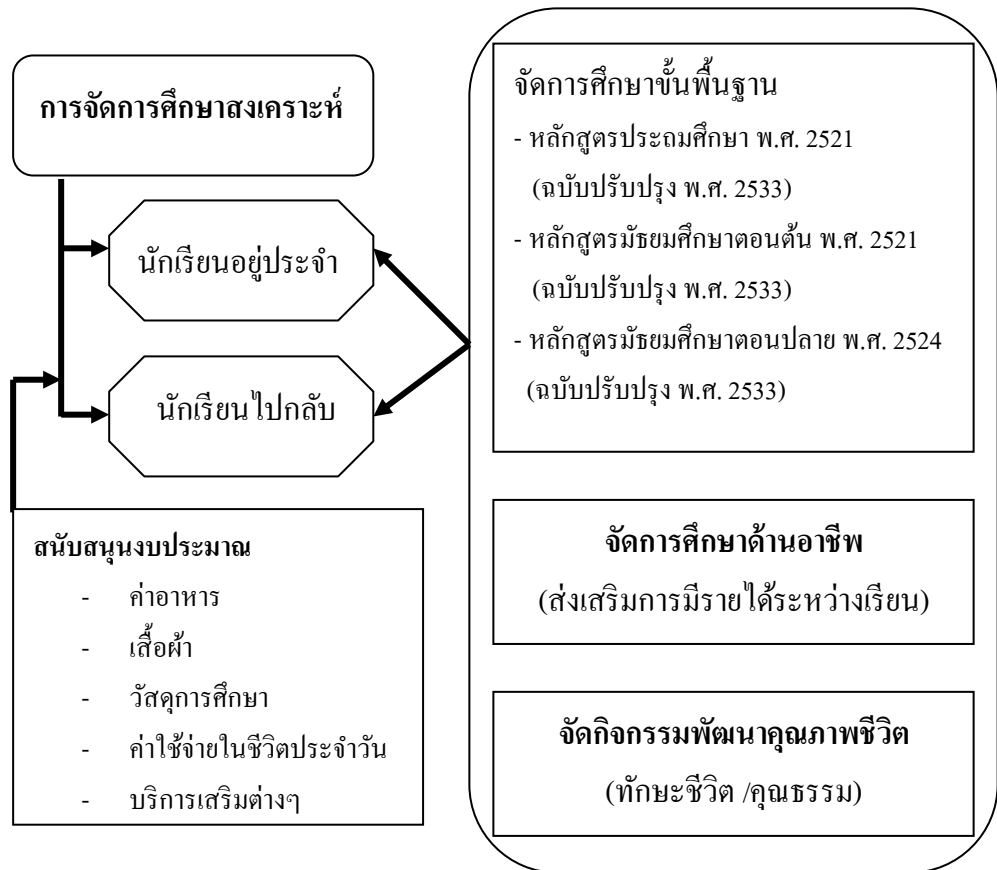 การจัดการศึกษาสงเคราะห์
นักเรียนอยู่ประจำ
นักเรียนไปกลับ
สนับสนุนงบประมาณ
- ค่าอาหาร
- เสื้อผ้า
- วัสดุการศึกษา
- ค่าใช้จ่ายในชีวิตประจำวัน
- บริการเสริมต่างๆ
จัดการศึกษาขั้นพื้นฐาน
- หลักสูตรประถมศึกษา พ.ศ. 2521
(ฉบับปรับปรุง พ.ศ. 2533)
- หลักสูตรมัธยมศึกษาตอนต้น พ.ศ. 2521
(ฉบับปรับปรุง พ.ศ. 2533)
- หลักสูตรมัธยมศึกษาตอนปลาย พ.ศ. 2524
(ฉบับปรับปรุง พ.ศ. 2533)
จัดการศึกษาด้านอาชีพ
(ส่งเสริมการมีรายได้ระหว่างเรียน)
จัดกิจกรรมพัฒนาคุณภาพชีวิต
(ทักษะชีวิต /คุณธรรม)